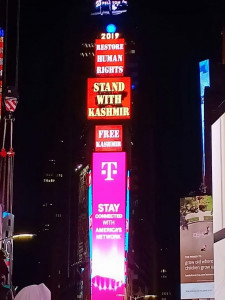 2019
RESTORE
HUMAN
RIGHTS
STAND
WITH
KASHMIR
FREE
KASHMIR
T
STAY
CONNECTED
WITH
AMERICA'S
NETWORK